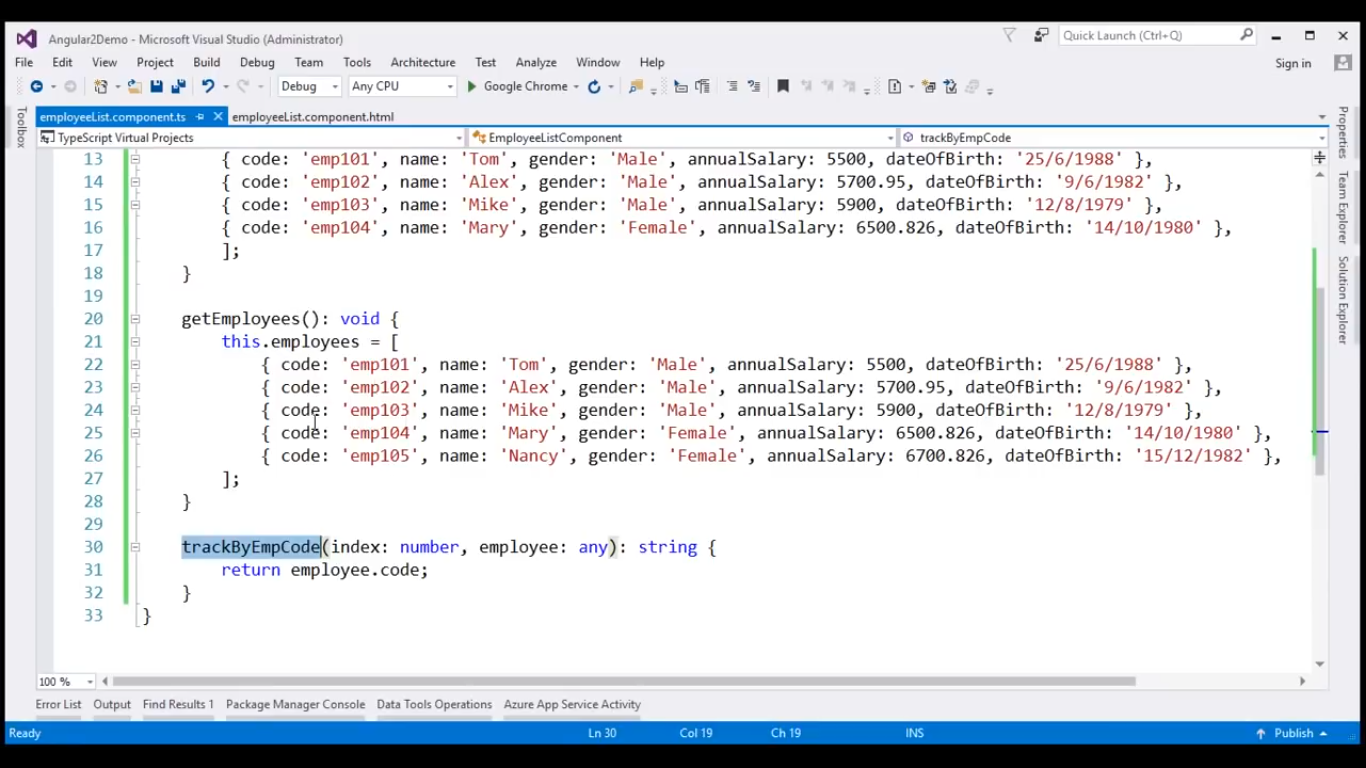 Angular2Demo - Microsoft Visual Studio (Administrator)
Quick Launch (Ctrl+Q)
File Edit View Project Build Debug Team Tools Architecture Test Analyze Window Help
Sign in
Debug Any CPU Google Chrome
employeeList.component.ts employeeList.component.html
TypeScript Virtual Projects EmployeeListComponent trackByEmpCode
13 { code: 'emp101', name: 'Tom', gender: 'Male', annualSalary: 5500, dateOfBirth: '25/6/1988' },
14 { code: 'emp102', name: 'Alex', gender: 'Male', annualSalary: 5700.95, dateOfBirth: '9/6/1982' },
15 { code: 'emp103', name: 'Mike', gender: 'Male', annualSalary: 5900, dateOfBirth: '12/8/1979' },
16 { code: 'emp104', name: 'Mary', gender: 'Female', annualSalary: 6500.826, dateOfBirth: '14/10/1980' },
17 ];
18 }
19
20 getEmployees(): void {
21 this.employees = [
22 { code: 'emp101', name: 'Tom', gender: 'Male', annualSalary: 5500, dateOfBirth: '25/6/1988' },
23 { code: 'emp102', name: 'Alex', gender: 'Male', annualSalary: 5700.95, dateOfBirth: '9/6/1982' },
24 { code: 'emp103', name: 'Mike', gender: 'Male', annualSalary: 5900, dateOfBirth: '12/8/1979' },
25 { code: 'emp104', name: 'Mary', gender: 'Female', annualSalary: 6500.826, dateOfBirth: '14/10/1980' },
26 { code: 'emp105', name: 'Nancy', gender: 'Female', annualSalary: 6700.826, dateOfBirth: '15/12/1982' },
27 ];
28 }
29
30 trackByEmpCode(index: number, employee: any): string {
31 return employee.code;
32 }
33 }
Toolbox
Properties
Team Explorer
Solution Explorer
100 %
Error List Output Find Results 1 Package Manager Console Data Tools Operations Azure App Service Activity
Ready Ln 30 Col 19 Ch 19 INS Publish